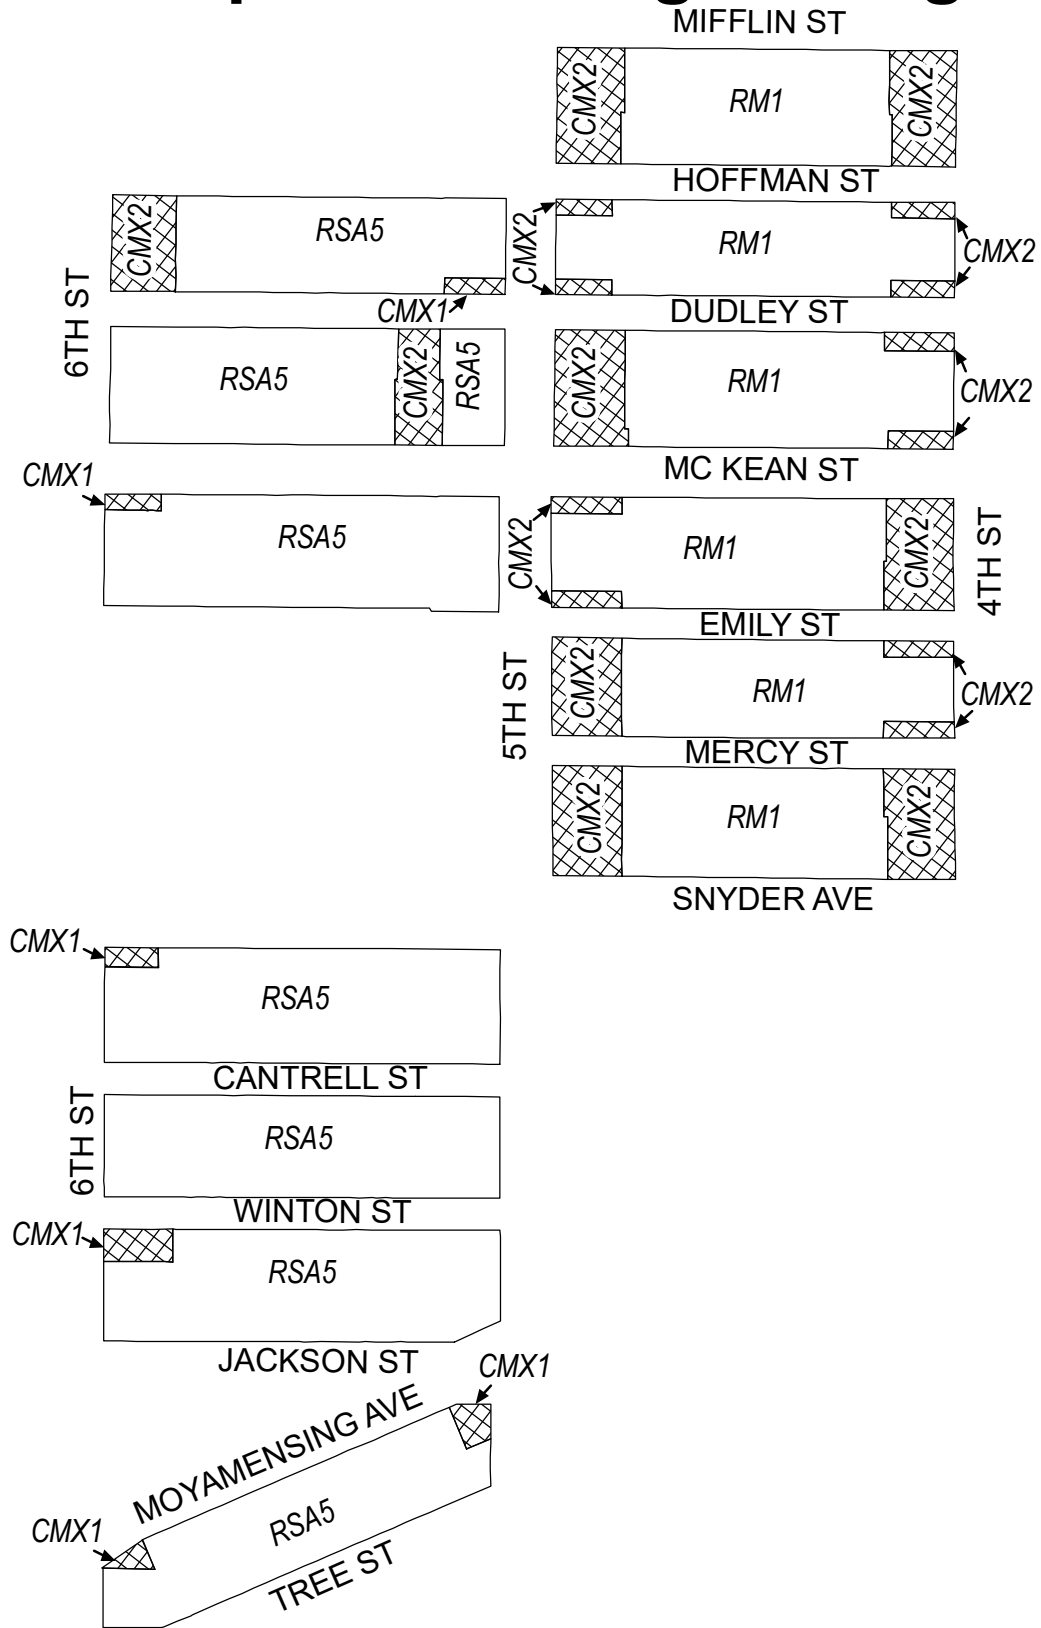 MIFFLIN ST
CMX2
RM1
CMX2
HOFFMAN ST
CMX2
RSA5
CMX1
CMX2
RM1
CMX2
6TH ST
DUDLEY ST
RSA5
CMX2
RSA5
CMX2
RM1
CMX2
MC KEAN ST
CMX1
RSA5
CMX2
RM1
CMX2
4TH ST
EMILY ST
5TH ST
CMX2
RM1
CMX2
MERCY ST
CMX2
RM1
CMX2
SNYDER AVE
CMX1
RSA5
CANTRELL ST
6TH ST
RSA5
WINTON ST
CMX1
RSA5
JACKSON ST
CMX1
MOYAMENSING AVE
RSA5
CMX1
TREE ST